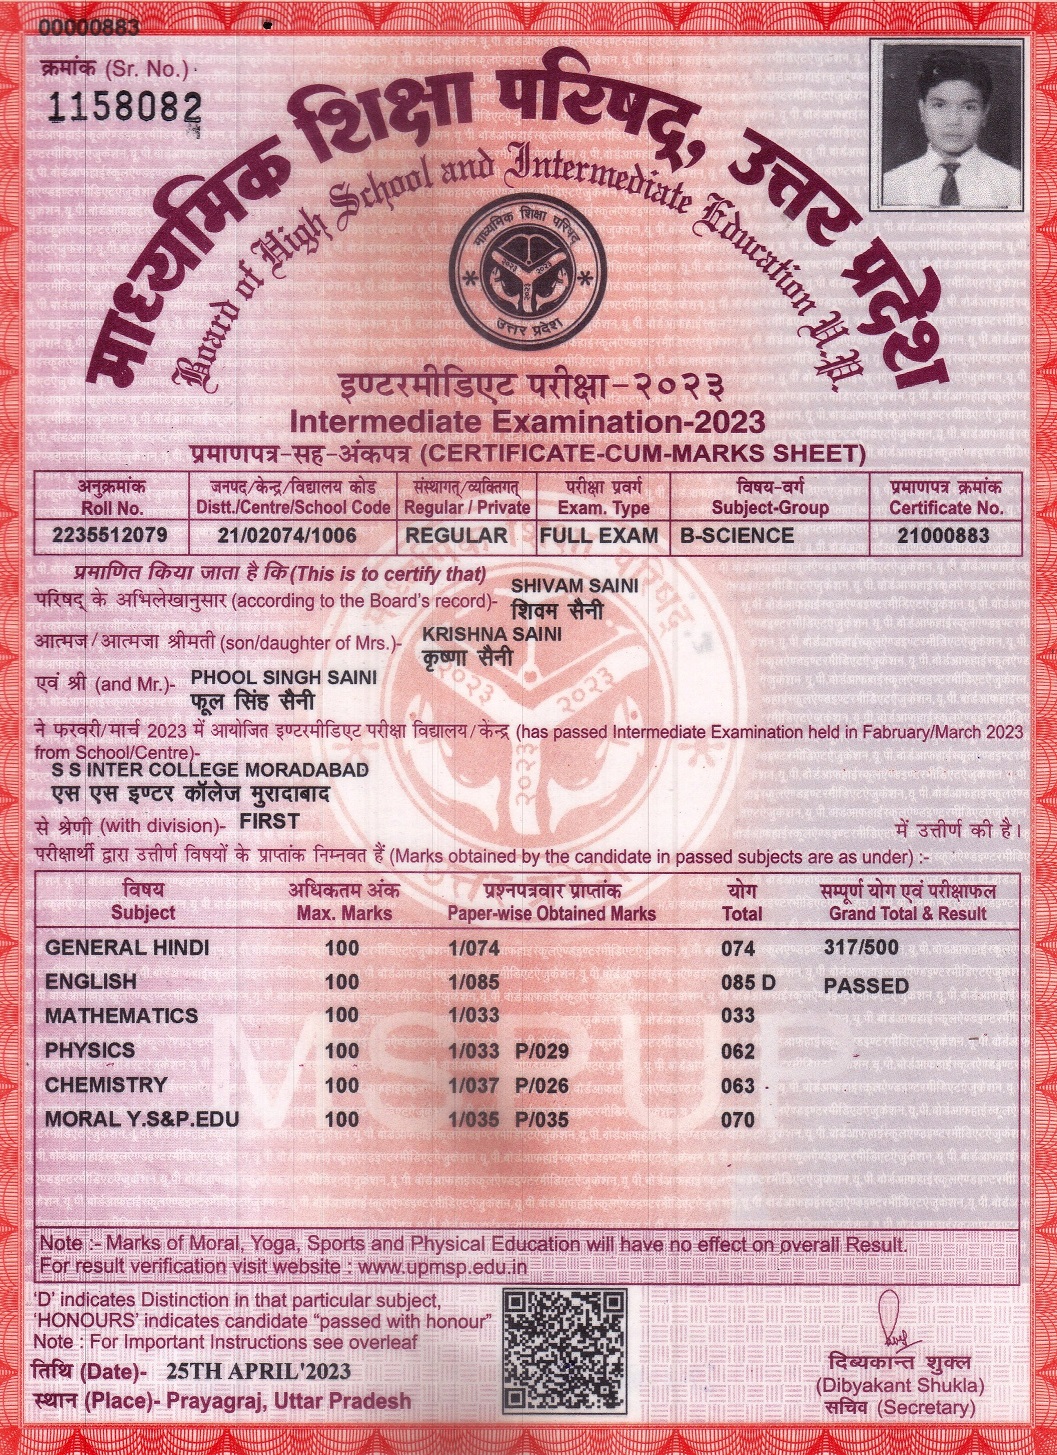 00000883
क्रमांक (Sr. No.)
1158082
माध्यमिक शिक्षा परिषद्, उत्तर प्रदेश
Board of High School and Intermediate Education U.P.
माध्यमिक शिक्षा परिषद्
२०२३ २०२३
२०२३
उत्तर प्रदेश
इण्टरमीडिएट परीक्षा-२०२३
Intermediate Examination-2023
प्रमाणपत्र-सह-अंकपत्र (CERTIFICATE-CUM-MARKS SHEET)
अनुक्रमांक जनपद/केन्द्र/विद्यालय कोड संस्थागत्/व्यक्तिगत् परीक्षा प्रवर्ग विषय-वर्ग प्रमाणपत्र क्रमांक
Roll No. Distt./Centre/School Code Regular / Private Exam. Type Subject-Group Certificate No.
2235512079 21/02074/1006 REGULAR FULL EXAM B-SCIENCE 21000883
प्रमाणित किया जाता है कि (This is to certify that)
परिषद् के अभिलेखानुसार (according to the Board's record)- SHIVAM SAINI
शिवम सैनी
आत्मज/आत्मजा श्रीमती (son/daughter of Mrs.)- KRISHNA SAINI
कृष्णा सैनी
एवं श्री (and Mr.)- PHOOL SINGH SAINI
फूल सिंह सैनी
ने फरवरी/मार्च 2023 में आयोजित इण्टरमीडिएट परीक्षा विद्यालय/केन्द्र (has passed Intermediate Examination held in Fabruary/March 2023
from School/Centre)-
S S INTER COLLEGE MORADABAD
एस एस इण्टर कॉलेज मुरादाबाद
से श्रेणी (with division)- FIRST में उत्तीर्ण की है।
परीक्षार्थी द्वारा उत्तीर्ण विषयों के प्राप्तांक निम्नवत हैं (Marks obtained by the candidate in passed subjects are as under) :-
विषय अधिकतम अंक प्रश्नपत्रवार प्राप्तांक योग सम्पूर्ण योग एवं परीक्षाफल
Subject Max. Marks Paper-wise Obtained Marks Total Grand Total & Result
GENERAL HINDI 100 1/074 074 317/500
ENGLISH 100 1/085 085 D PASSED
MATHEMATICS 100 1/033 033
PHYSICS 100 1/033 P/029 062
CHEMISTRY 100 1/037 P/026 063
MORAL Y.S&P.EDU 100 1/035 P/035 070
MSPUP
Note :- Marks of Moral, Yoga, Sports and Physical Education will have no effect on overall Result.
For result verification visit website : www.upmsp.edu.in
'D' indicates Distinction in that particular subject,
'HONOURS' indicates candidate "passed with honour"
Note : For Important Instructions see overleaf
तिथि (Date)- 25TH APRIL'2023
स्थान (Place)- Prayagraj, Uttar Pradesh
दिब्यकान्त शुक्ल
(Dibyakant Shukla)
सचिव (Secretary)